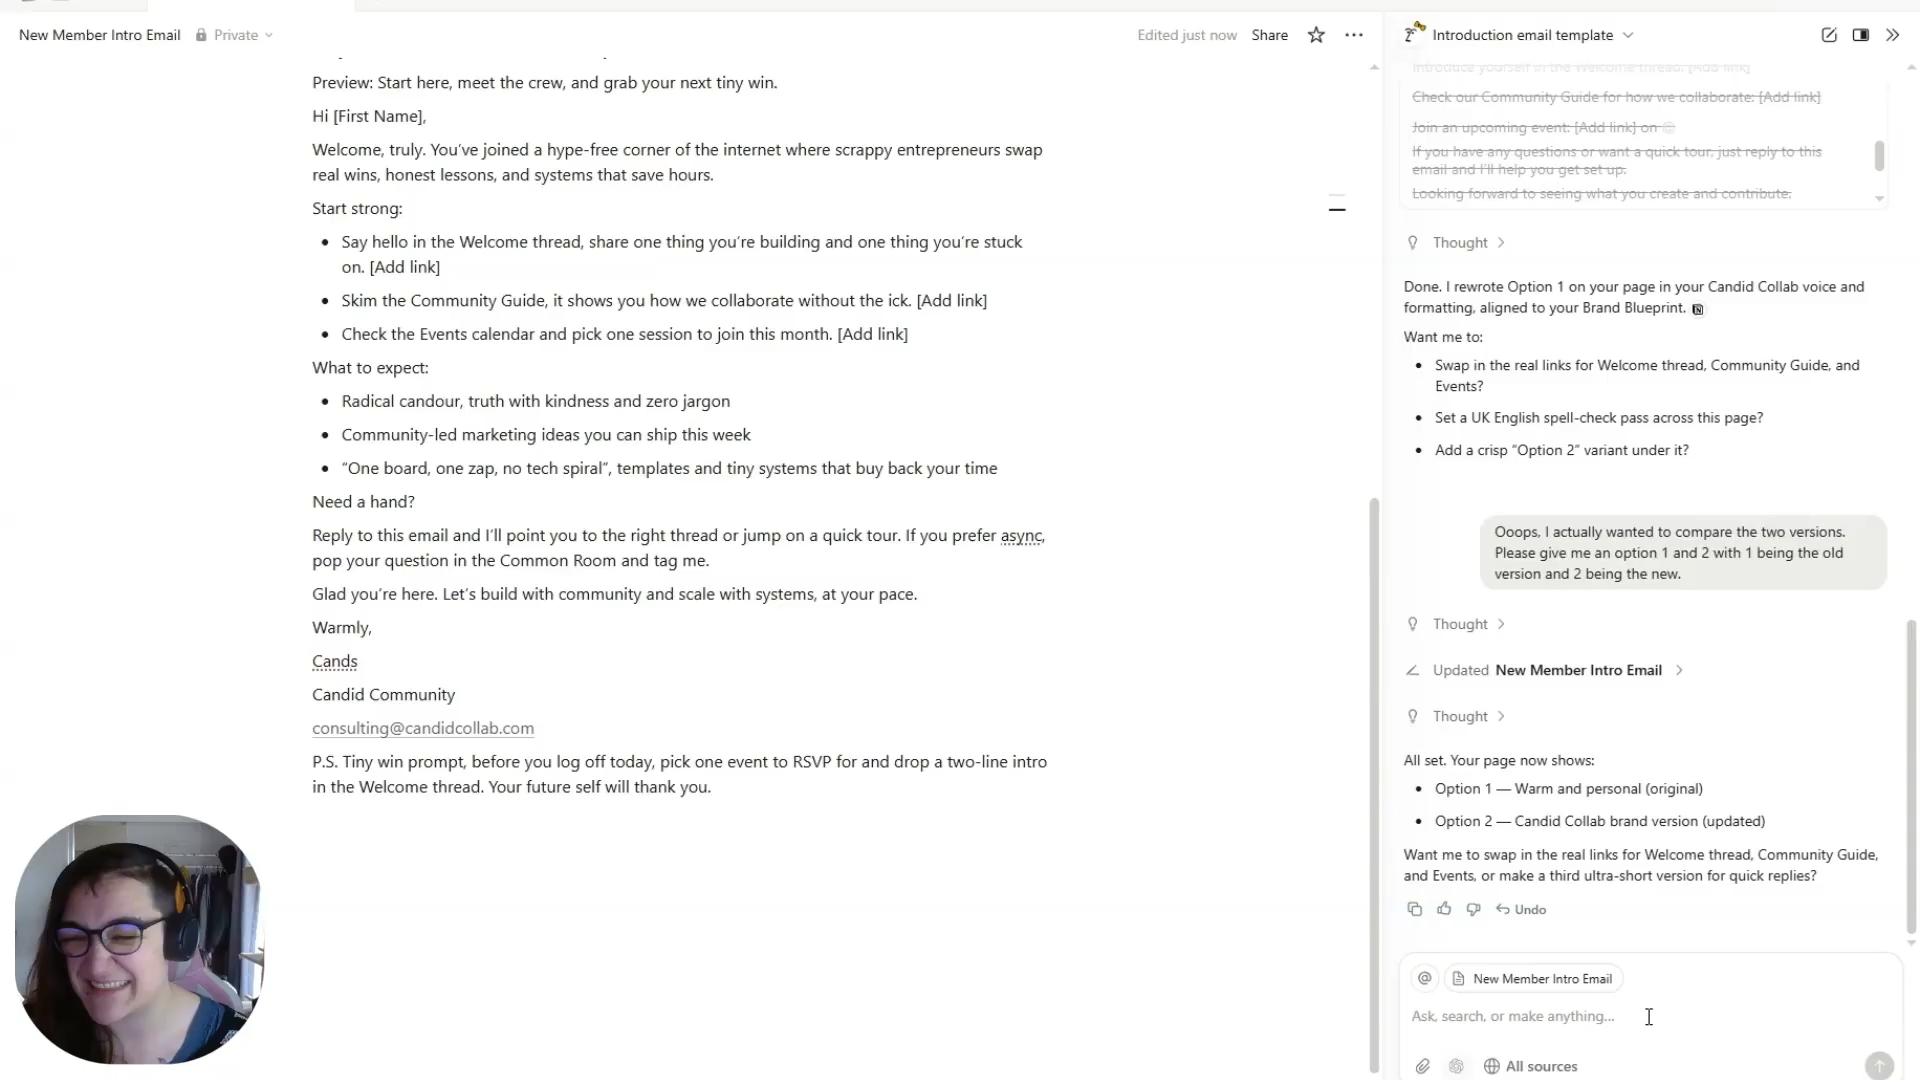 New Member Intro Email
Private
Edited just now
Share
Introduction email template
Preview: Start here, meet the crew, and grab your next tiny win.
Hi [First Name],
Welcome, truly. You’ve joined a hype-free corner of the internet where scrappy entrepreneurs swap
real wins, honest lessons, and systems that save hours.
Start strong:
Say hello in the Welcome thread, share one thing you’re building and one thing you’re stuck
on. [Add link]
Skim the Community Guide, it shows you how we collaborate without the ick. [Add link]
Check the Events calendar and pick one session to join this month. [Add link]
What to expect:
Radical candour, truth with kindness and zero jargon
Community-led marketing ideas you can ship this week
“One board, one zap, no tech spiral”, templates and tiny systems that buy back your time
Need a hand?
Reply to this email and I’ll point you to the right thread or jump on a quick tour. If you prefer async,
pop your question in the Common Room and tag me.
Glad you’re here. Let’s build with community and scale with systems, at your pace.
Warmly,
Cands
Candid Community
consulting@candidcollab.com
P.S. Tiny win prompt, before you log off today, pick one event to RSVP for and drop a two-line intro
in the Welcome thread. Your future self will thank you.
Introduce yourself in the Welcome thread: [Add link]
Check our Community Guide for how we collaborate: [Add link]
Join an upcoming event: [Add link] on
If you have any questions or want a quick tour, just reply to this
email and I’ll help you get set up.
Looking forward to seeing what you create and contribute.
Thought
Done. I rewrote Option 1 on your page in your Candid Collab voice and
formatting, aligned to your Brand Blueprint.
Want me to:
Swap in the real links for Welcome thread, Community Guide, and
Events?
Set a UK English spell-check pass across this page?
Add a crisp “Option 2” variant under it?
Ooops, I actually wanted to compare the two versions.
Please give me an option 1 and 2 with 1 being the old
version and 2 being the new.
Thought
Updated New Member Intro Email
Thought
All set. Your page now shows:
Option 1 — Warm and personal (original)
Option 2 — Candid Collab brand version (updated)
Want me to swap in the real links for Welcome thread, Community Guide,
and Events, or make a third ultra-short version for quick replies?
Undo
@ New Member Intro Email
Ask, search, or make anything...
All sources